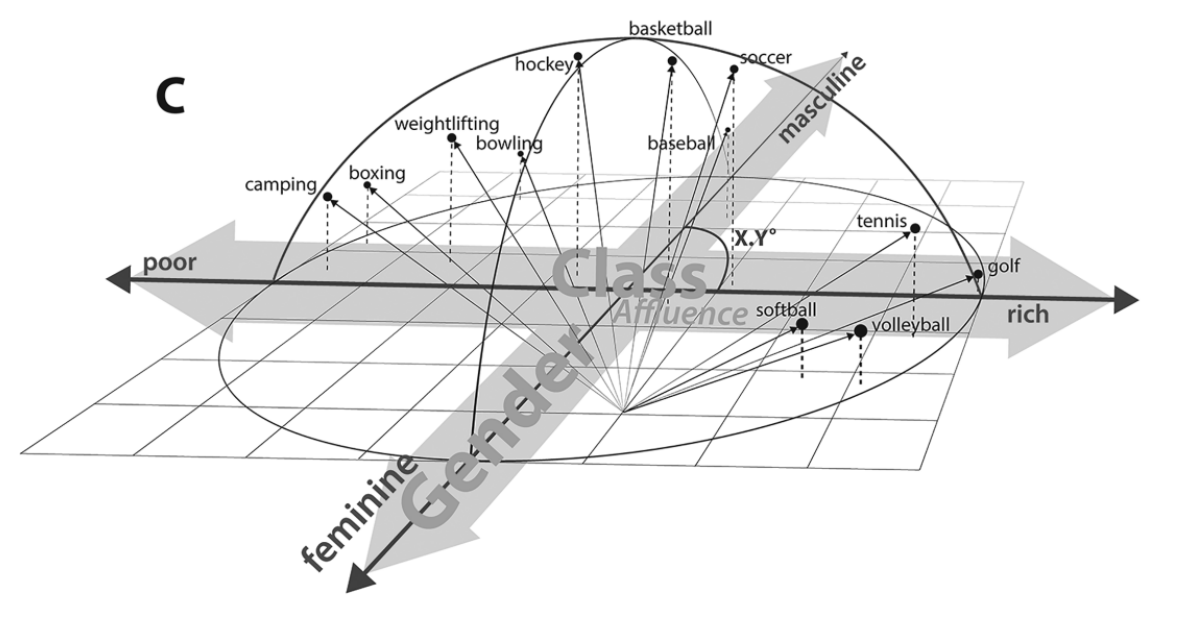 C
basketball
hockey
soccer
masculine
weightlifting
bowling
baseball
camping
boxing
tennis
X.Y°
poor
Class
golf
Affluence
softball
rich
volleyball
Gender
feminine